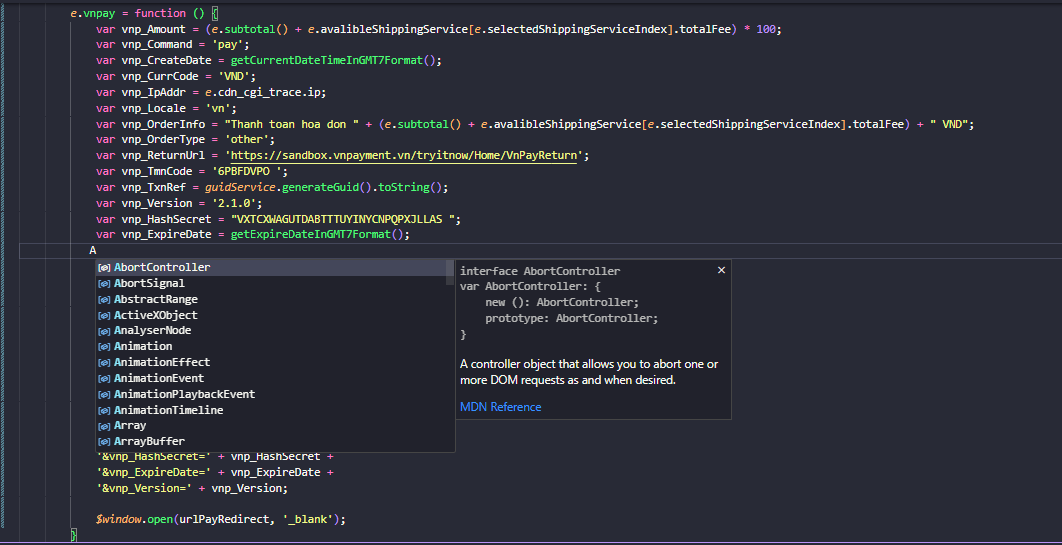 e.vnpay = function () {
var vnp_Amount = (e.subtotal() + e.avalibleShippingService[e.selectedShippingServiceIndex].totalFee) * 100;
var vnp_Command = 'pay';
var vnp_CreateDate = getCurrentDateTimeInGMT7Format();
var vnp_CurrCode = 'VND';
var vnp_IpAddr = e.cdn_cgi_trace.ip;
var vnp_Locale = 'vn';
var vnp_OrderInfo = "Thanh toan hoa don " + (e.subtotal() + e.avalibleShippingService[e.selectedShippingServiceIndex].totalFee) + " VND";
var vnp_OrderType = 'other';
var vnp_ReturnUrl = 'https://sandbox.vnpayment.vn/tryitnow/Home/VnPayReturn';
var vnp_TmnCode = '6PBFDVPO ';
var vnp_TxnRef = guidService.generateGuid().toString();
var vnp_Version = '2.1.0';
var vnp_HashSecret = "VXTCXWAGUTDABTTTUYINYCNPQPXJLLAS ";
var vnp_ExpireDate = getExpireDateInGMT7Format();
A
AbortController
AbortSignal
AbstractRange
ActiveXObject
AnalyserNode
Animation
AnimationEffect
AnimationEvent
AnimationPlaybackEvent
AnimationTimeline
Array
ArrayBuffer
interface AbortController
var AbortController: {
new (): AbortController;
prototype: AbortController;
}
A controller object that allows you to abort one or
more DOM requests as and when desired.
MDN Reference
'&vnp_HashSecret=' + vnp_HashSecret +
'&vnp_ExpireDate=' + vnp_ExpireDate +
'&vnp_Version=' + vnp_Version;
$window.open(urlPayRedirect, '_blank');
}